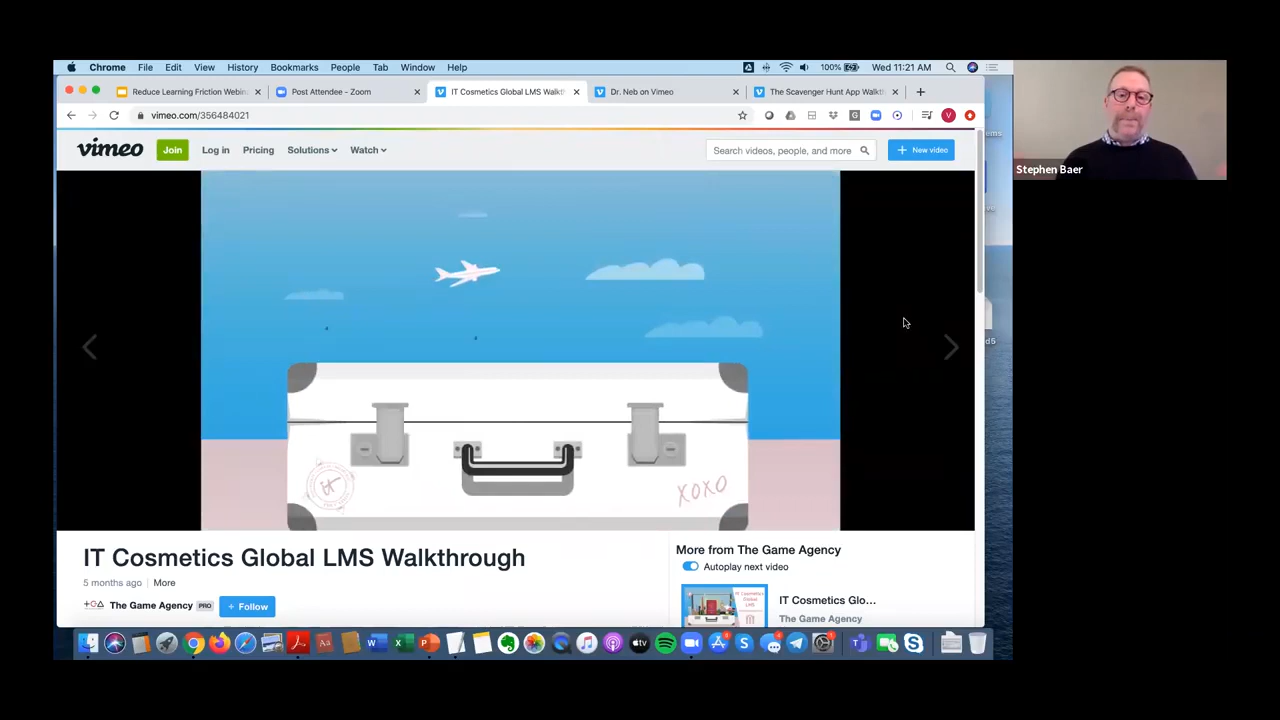 Chrome File Edit View History Bookmarks People Tab Window Help 100% Wed 11:21 AM
Reduce Learning Friction Webin Post Attendee - Zoom IT Cosmetics Global LMS Walkt Dr. Neb on Vimeo The Scavenger Hunt App Walkt
vimeo.com/356484021
vimeo Join Log in Pricing Solutions Watch Search videos, people, and more + New video
Stephen Baer
XOXO
IT Cosmetics Global LMS Walkthrough
5 months ago More
The Game Agency PRO + Follow
More from The Game Agency
Autoplay next video
IT Cosmetics Global LMS
IT Cosmetics Glo...
The Game Agency